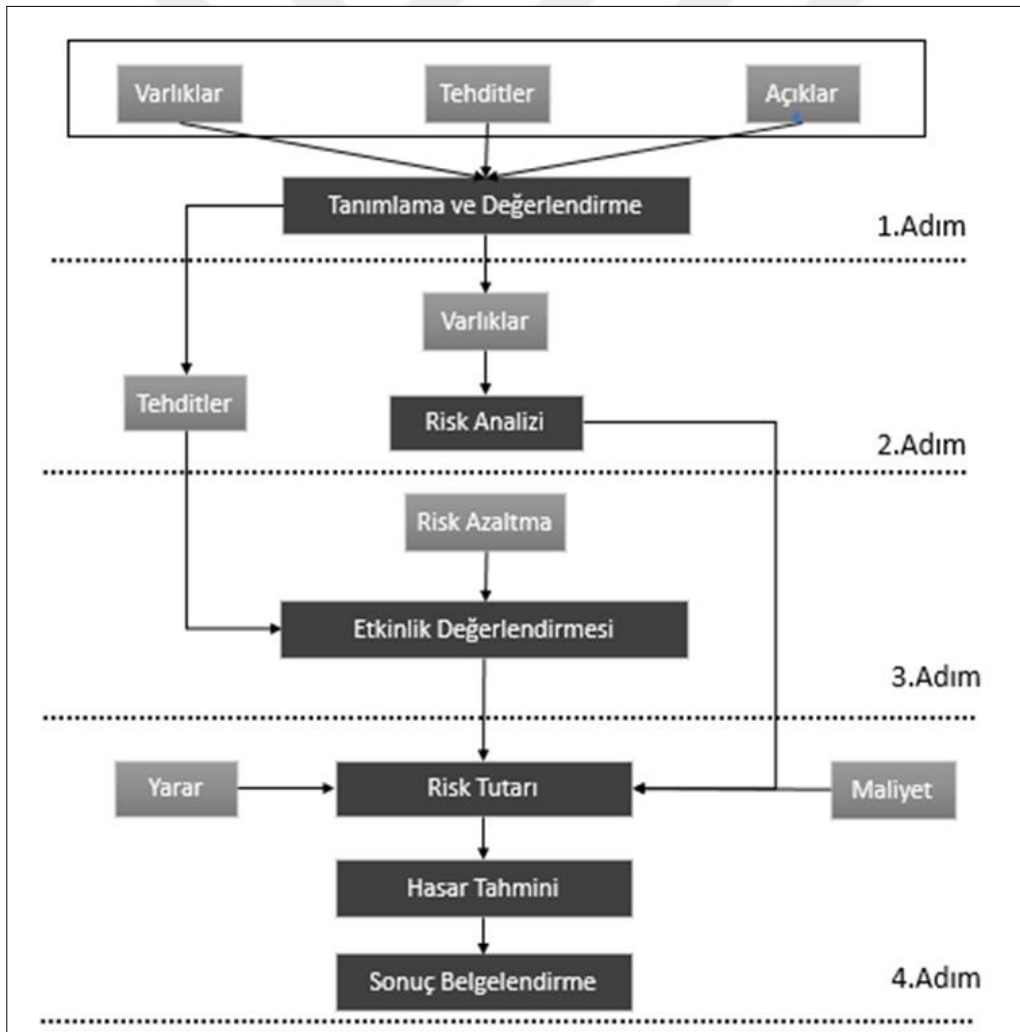 Varlıklar
Tehditler
Açıklar
Tanımlama ve Değerlendirme
1.Adım
Varlıklar
Tehditler
Risk Analizi
2.Adım
Risk Azaltma
Etkinlik Değerlendirmesi
3.Adım
Yarar
Risk Tutarı
Maliyet
Hasar Tahmini
Sonuç Belgelendirme
4.Adım